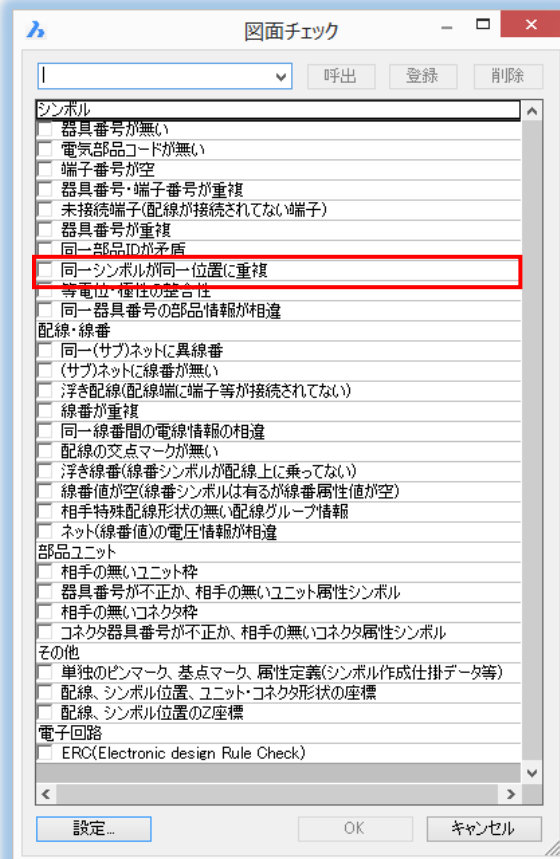 図面チェック
呼出 登録 削除
シンボル
器具番号が無い
電気部品コードが無い
端子番号が空
器具番号・端子番号が重複
未接続端子(配線が接続されてない端子)
器具番号が重複
同一部品IDが矛盾
同一シンボルが同一位置に重複
等電位・極性の整合性
同一器具番号の部品情報が相違
配線・線番
同一(サブ)ネットに異線番
(サブ)ネットに線番が無い
浮き配線(配線端に端子等が接続されてない)
線番が重複
同一線番間の電線情報の相違
配線の交点マークが無い
浮き線番(線番シンボルが配線上に乗ってない)
線番値が空(線番シンボルは有るが線番属性値が空)
相手特殊配線形状の無い配線グループ情報
ネット(線番値)の電圧情報が相違
部品ユニット
相手の無いユニット枠
器具番号が不正か、相手の無いユニット属性シンボル
相手の無いコネクタ枠
コネクタ器具番号が不正か、相手の無いコネクタ属性シンボル
その他
単独のピンマーク、基点マーク、属性定義(シンボル作成仕掛データ等)
配線、シンボル位置、ユニット・コネクタ形状の座標
配線、シンボル位置のZ座標
電子回路
ERC(Electronic design Rule Check)
設定... OK キャンセル